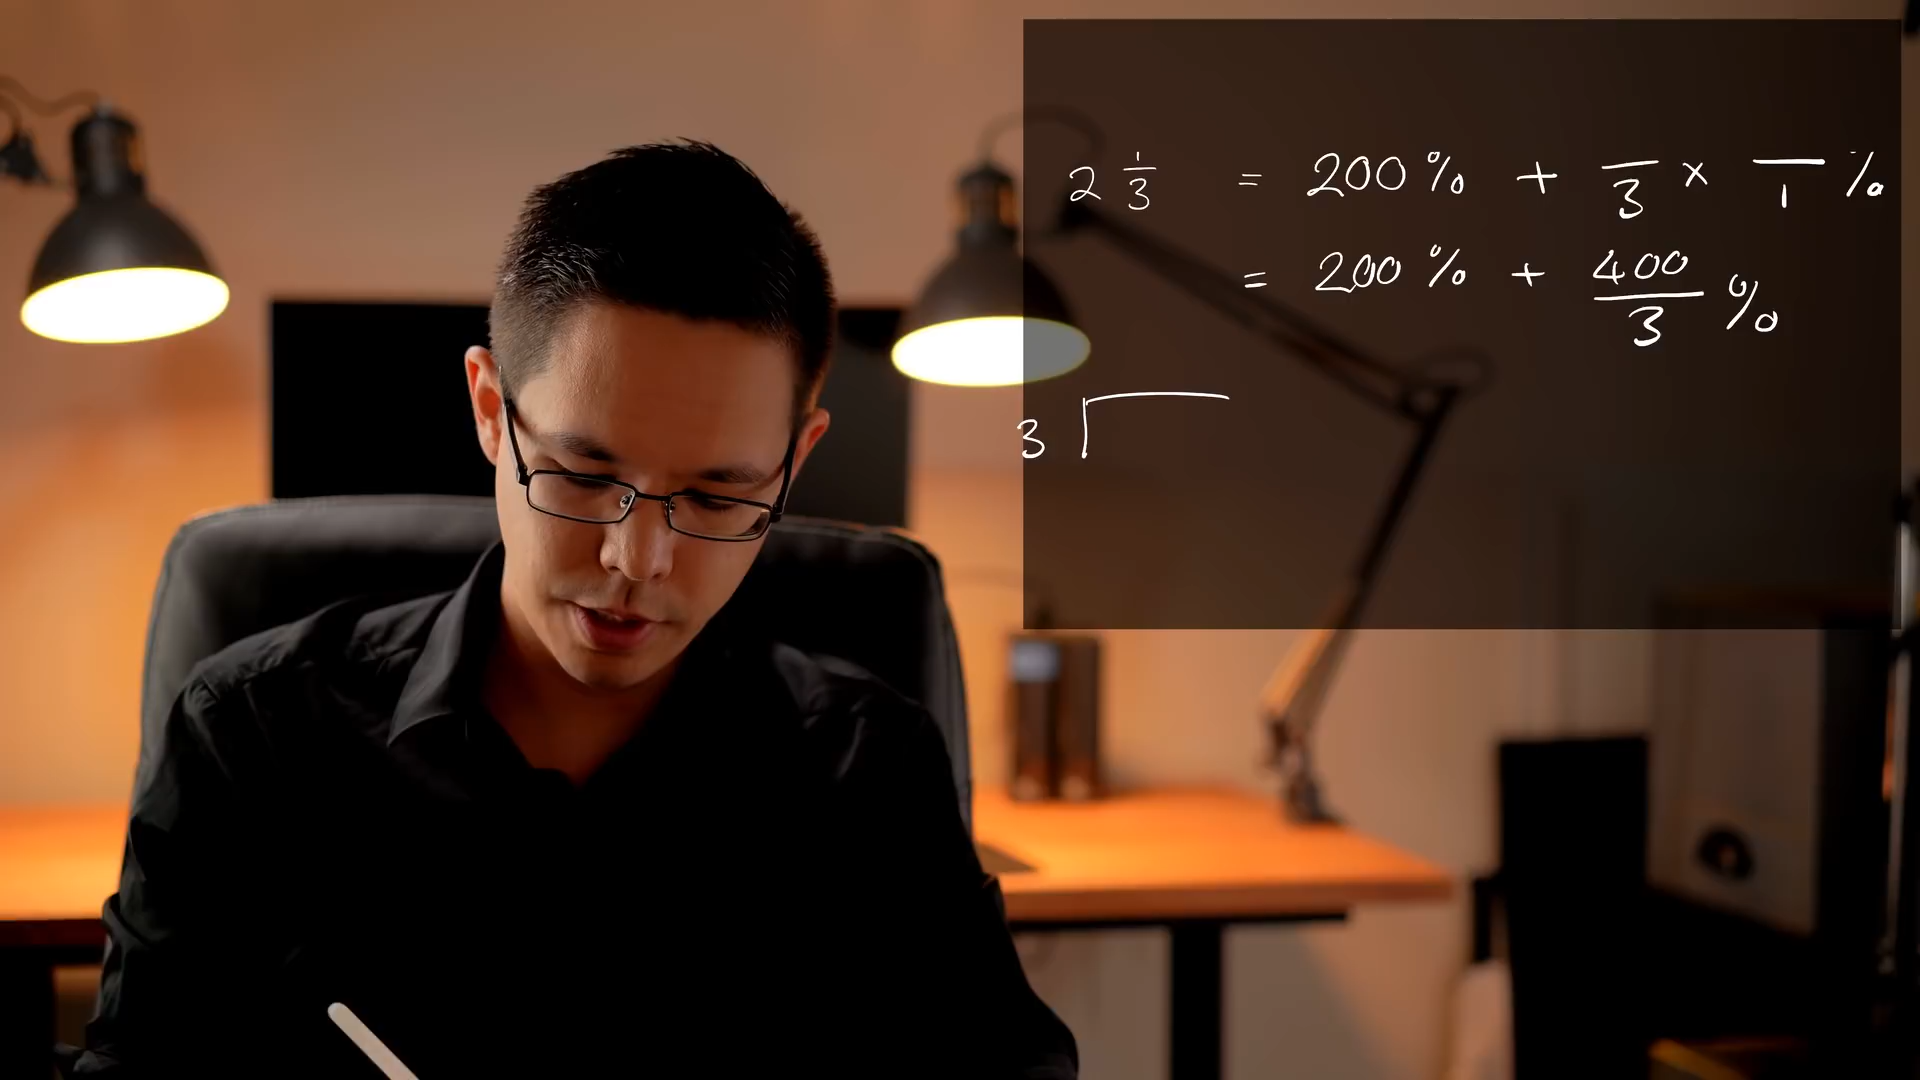 2 1/3 = 200% + /3 × /1 %
= 200% + 400/3 %
3